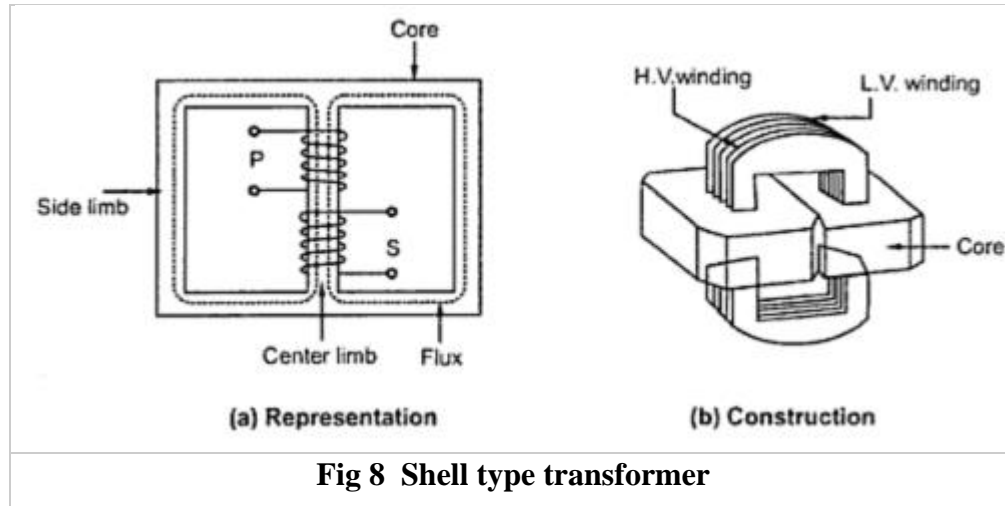 Core
H.V.winding
L.V. winding
P
Side limb
S
Core
Center limb
Flux
(a) Representation
(b) Construction
Fig 8 Shell type transformer